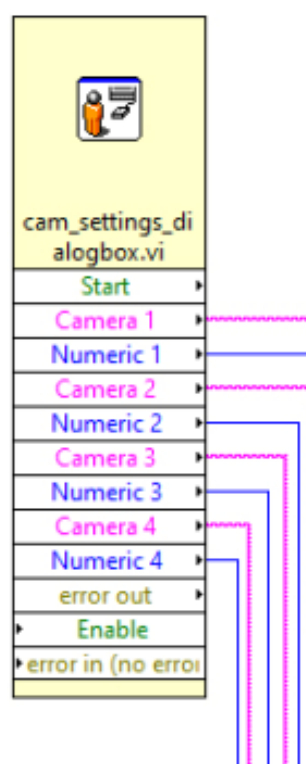 cam_settings_di
alogbox.vi
Start
Camera 1
Numeric 1
Camera 2
Numeric 2
Camera 3
Numeric 3
Camera 4
Numeric 4
error out
Enable
error in (no error